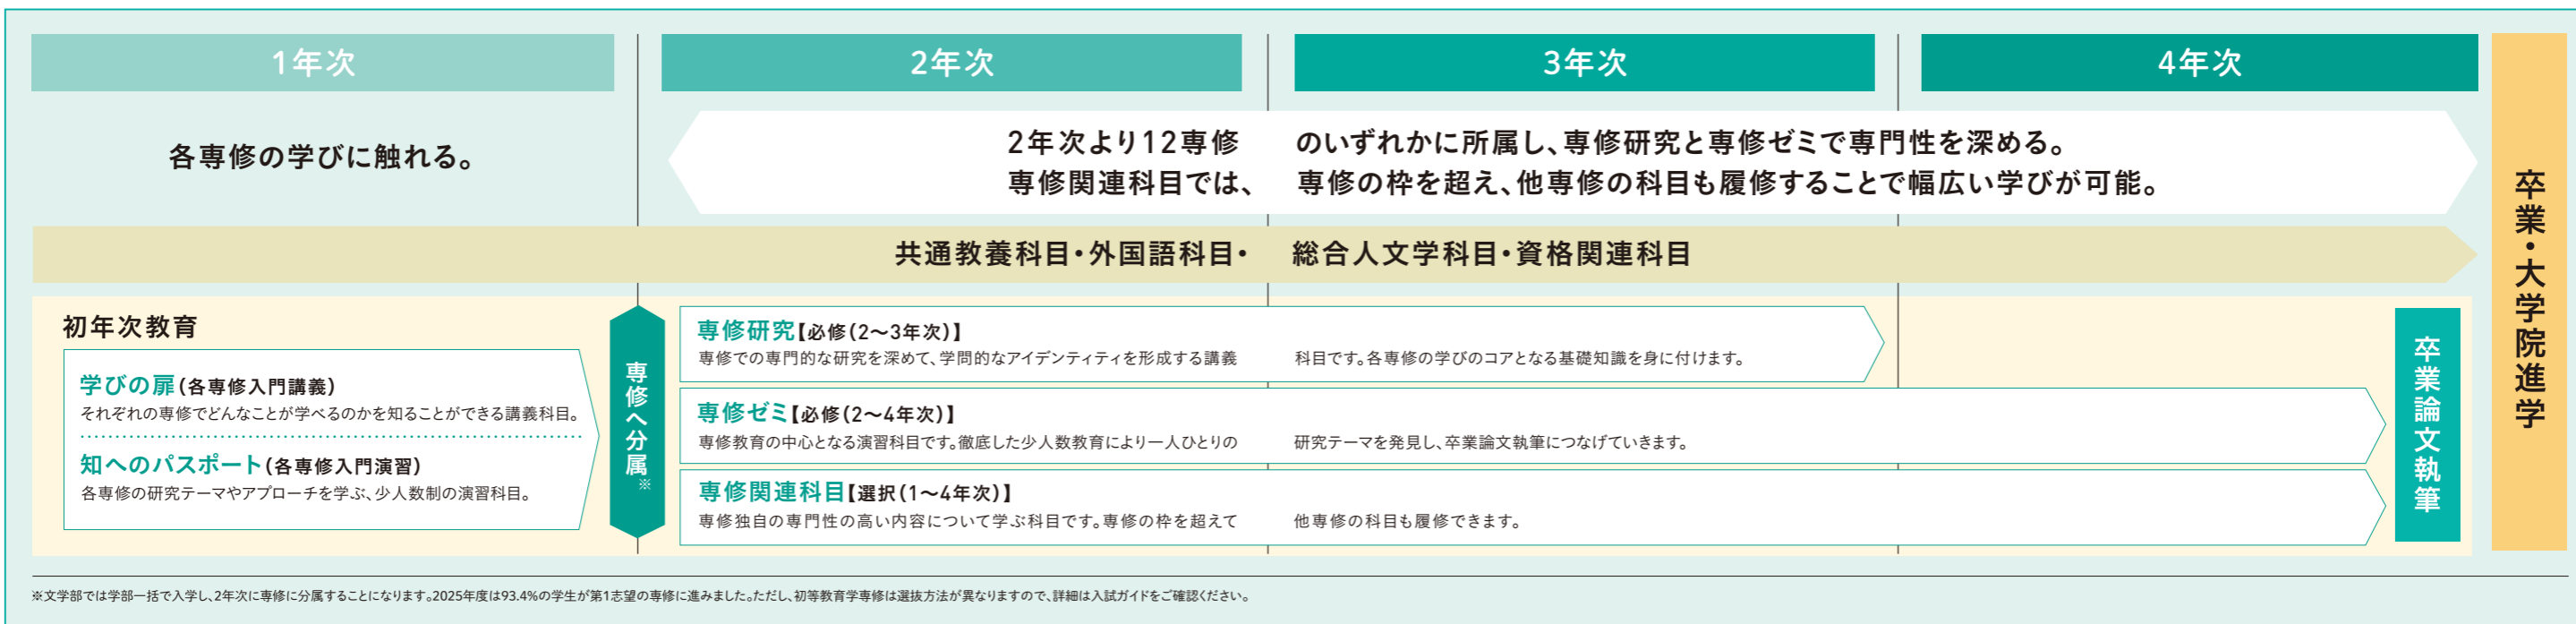 1年次
2年次
3年次
4年次
各専修の学びに触れる。
2年次より12専修のいずれかに所属し、専修研究と専修ゼミで専門性を深める。
専修関連科目では、専修の枠を超え、他専修の科目も履修することで幅広い学びが可能。
共通教養科目・外国語科目・総合人文学科目・資格関連科目
初年次教育
学びの扉(各専修入門講義)
それぞれの専修でどんなことが学べるのかを知ることができる講義科目。
知へのパスポート(各専修入門演習)
各専修の研究テーマやアプローチを学ぶ、少人数制の演習科目。
専修へ分属※
専修研究【必修(2〜3年次)】
専修での専門的な研究を深めて、学問的なアイデンティティを形成する講義科目です。各専修の学びのコアとなる基礎知識を身に付けます。
専修ゼミ【必修(2〜4年次)】
専修教育の中心となる演習科目です。徹底した少人数教育により一人ひとりの研究テーマを発見し、卒業論文執筆につなげていきます。
専修関連科目【選択(1〜4年次)】
専修独自の専門性の高い内容について学ぶ科目です。専修の枠を超えて他専修の科目も履修できます。
卒業論文執筆
卒業・大学院進学
※文学部では学部一括で入学し、2年次に専修に分属することになります。2025年度は93.4%の学生が第1志望の専修に進みました。ただし、初等教育学専修は選抜方法が異なりますので、詳細は入試ガイドをご確認ください。